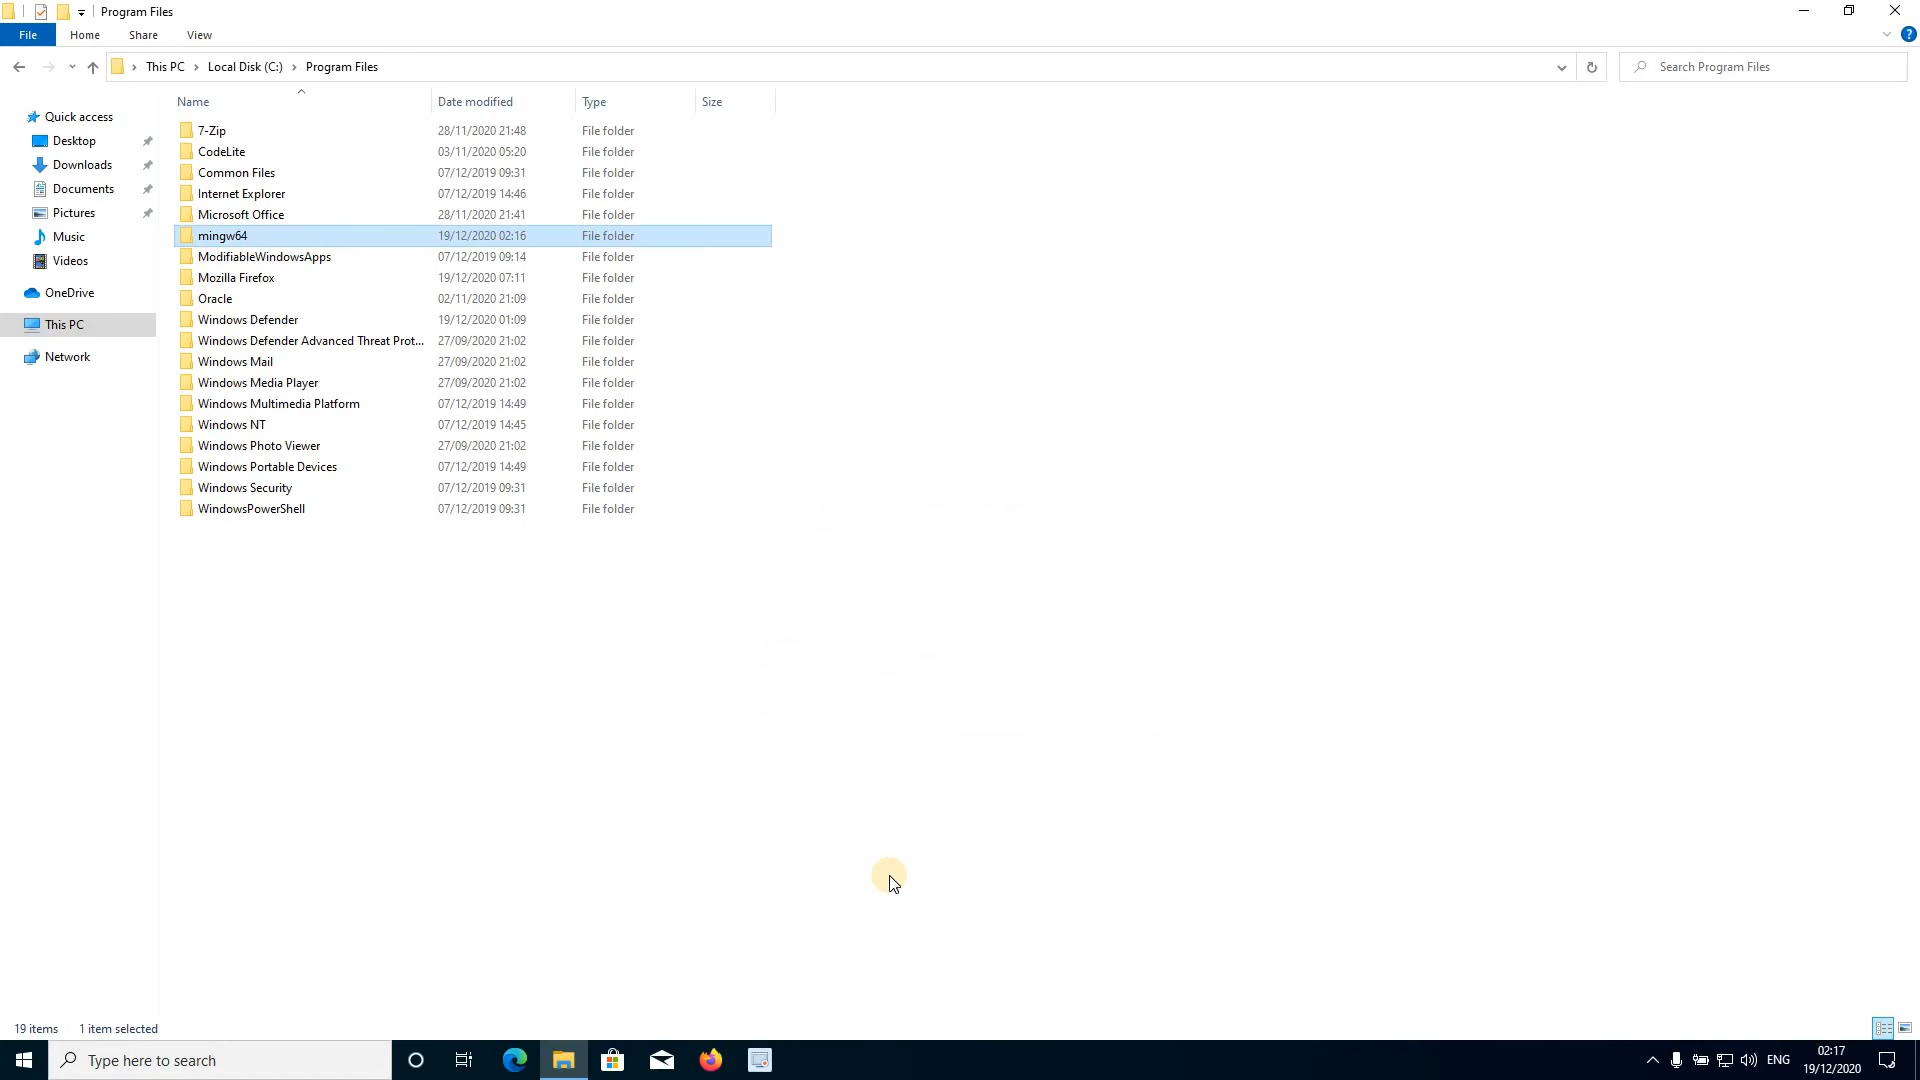 Program Files
File Home Share View
This PC Local Disk (C:) Program Files Search Program Files
Name Date modified Type Size
Quick access
Desktop
Downloads
Documents
Pictures
Music
Videos
OneDrive
This PC
Network
7-Zip 28/11/2020 21:48 File folder
CodeLite 03/11/2020 05:20 File folder
Common Files 07/12/2019 09:31 File folder
Internet Explorer 07/12/2019 14:46 File folder
Microsoft Office 28/11/2020 21:41 File folder
mingw64 19/12/2020 02:16 File folder
ModifiableWindowsApps 07/12/2019 09:14 File folder
Mozilla Firefox 19/12/2020 07:11 File folder
Oracle 02/11/2020 21:09 File folder
Windows Defender 19/12/2020 01:09 File folder
Windows Defender Advanced Threat Prot... 27/09/2020 21:02 File folder
Windows Mail 27/09/2020 21:02 File folder
Windows Media Player 27/09/2020 21:02 File folder
Windows Multimedia Platform 07/12/2019 14:49 File folder
Windows NT 07/12/2019 14:45 File folder
Windows Photo Viewer 27/09/2020 21:02 File folder
Windows Portable Devices 07/12/2019 14:49 File folder
Windows Security 07/12/2019 09:31 File folder
WindowsPowerShell 07/12/2019 09:31 File folder
19 items 1 item selected
Type here to search
ENG
02:17
19/12/2020